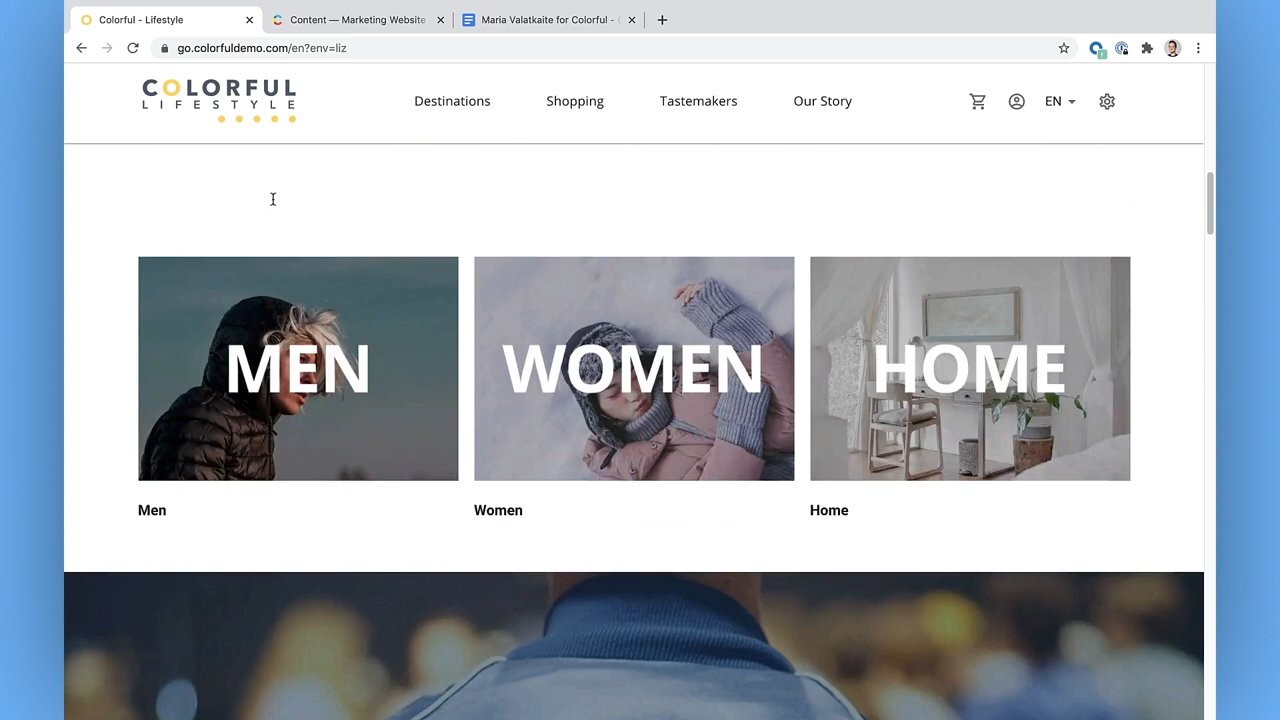 Colorful - Lifestyle
Content — Marketing Website
Maria Valatkaite for Colorful -
go.colorfuldemo.com/en?env=liz
COLORFUL
LIFESTYLE
Destinations
Shopping
Tastemakers
Our Story
EN
MEN
WOMEN
HOME
Men
Women
Home